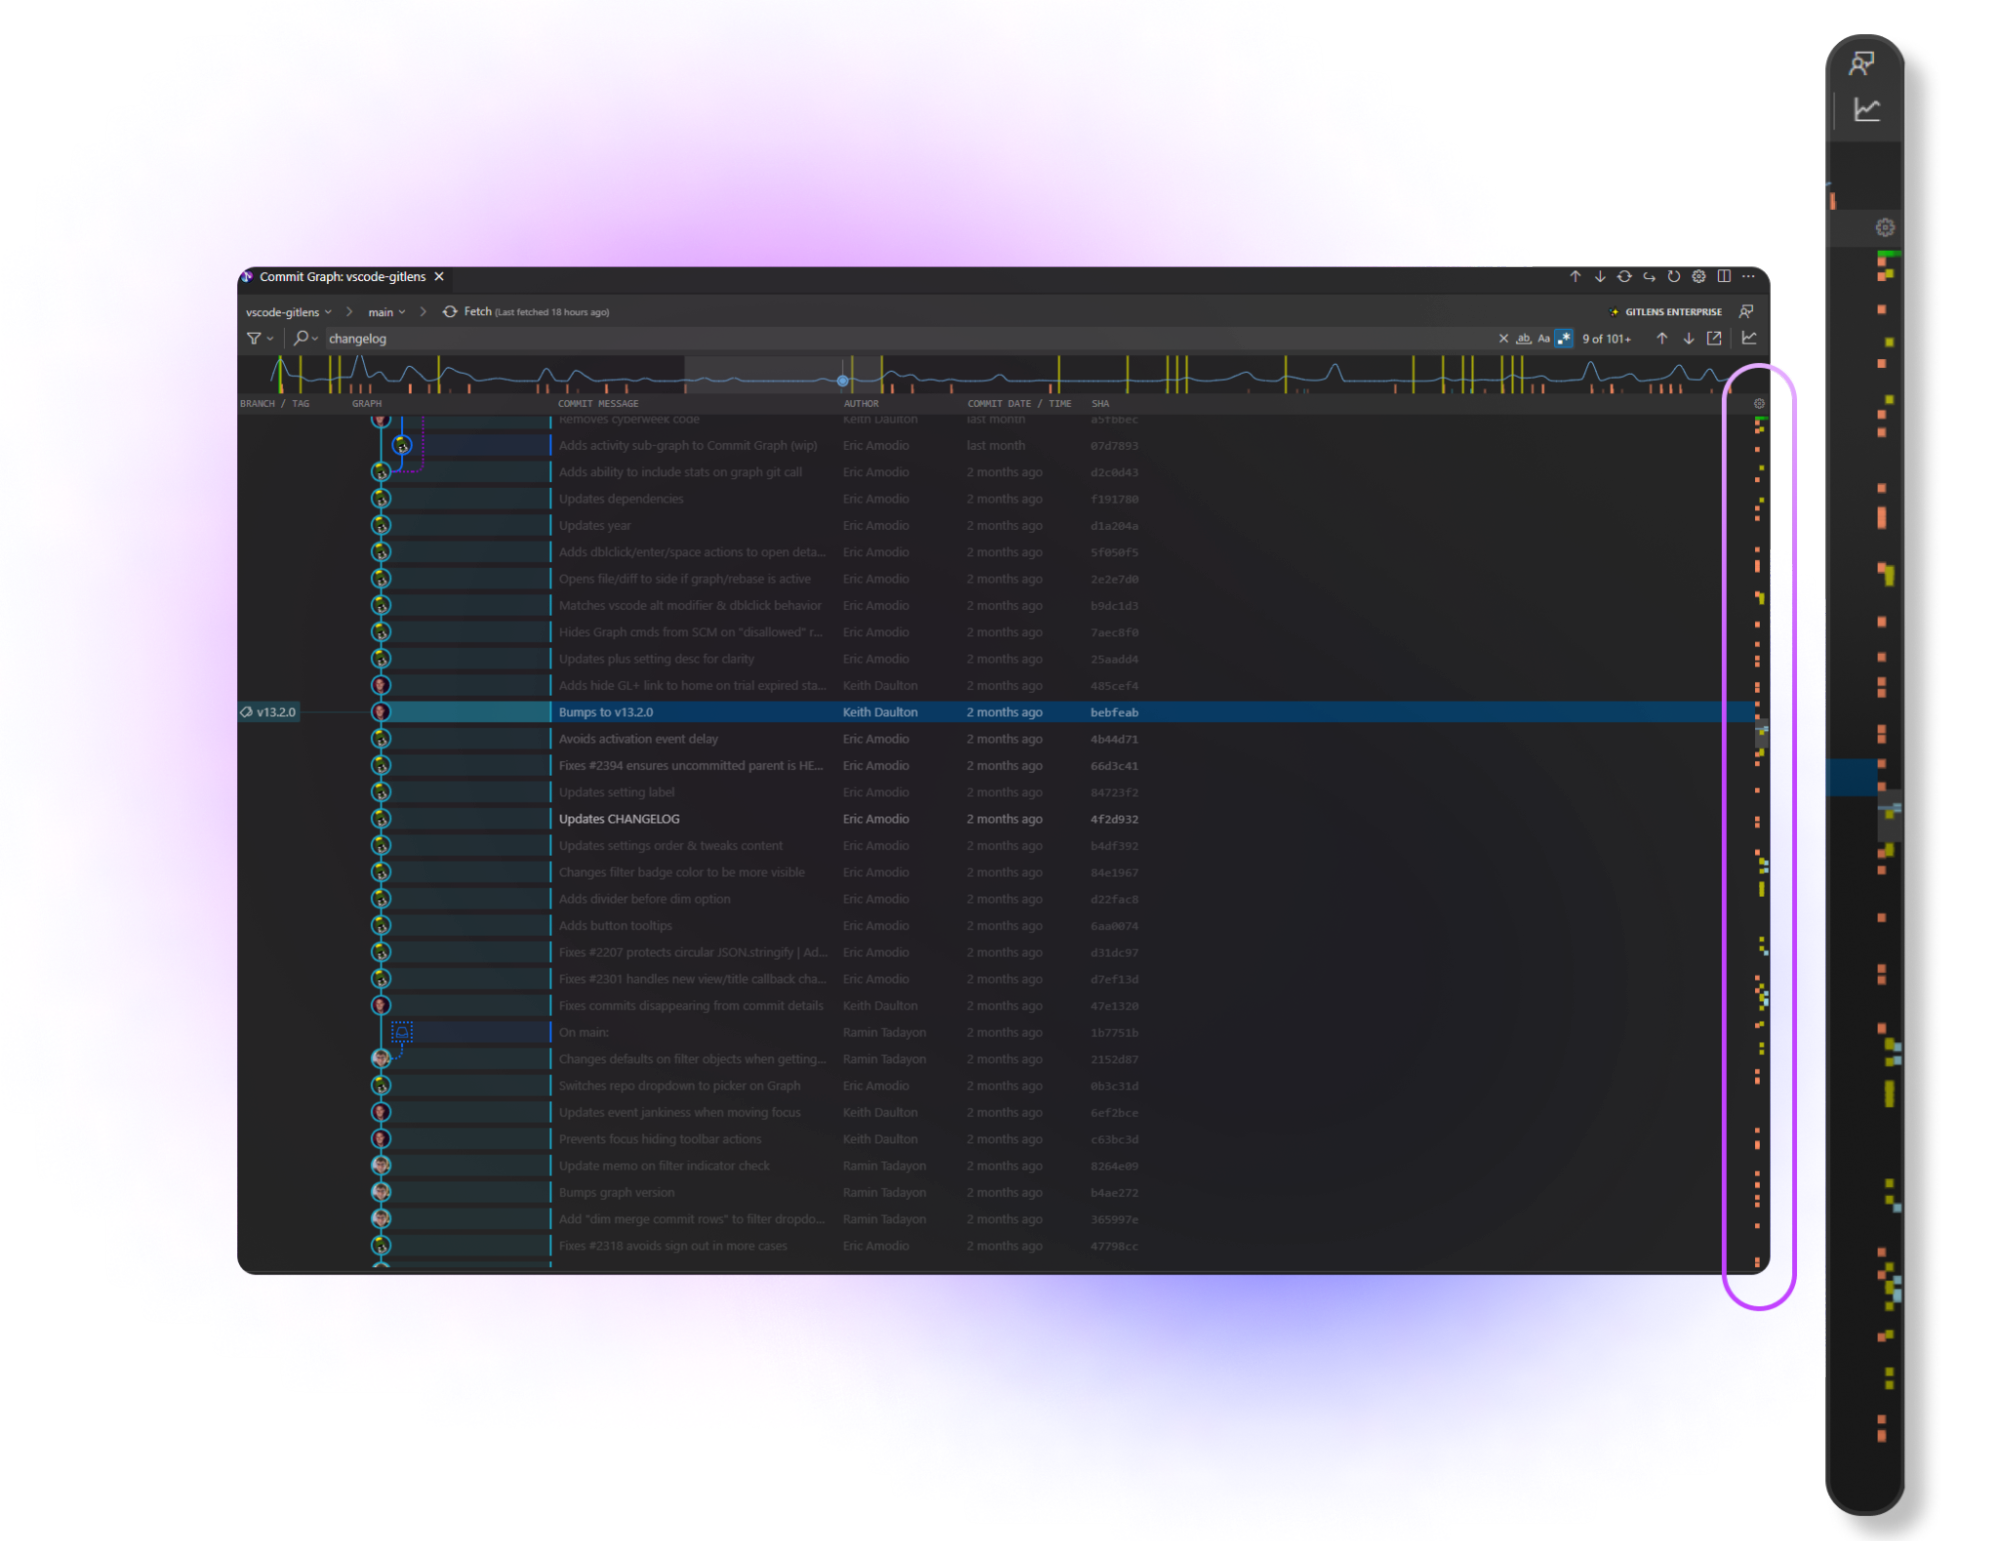 Commit Graph: vscode-gitlens
vscode-gitlens main Fetch (Last fetched 18 hours ago) GITLENS ENTERPRISE
changelog ab Aa 9 of 101+
BRANCH / TAG GRAPH COMMIT MESSAGE AUTHOR COMMIT DATE / TIME SHA
Removes cyberweek code Keith Daulton last month a5fbbec
Adds activity sub-graph to Commit Graph (wip) Eric Amodio last month 07d7893
Adds ability to include stats on graph git call Eric Amodio 2 months ago d2c0d43
Updates dependencies Eric Amodio 2 months ago f191780
Updates year Eric Amodio 2 months ago d1a204a
Adds dblclick/enter/space actions to open deta... Eric Amodio 2 months ago 5f050f5
Opens file/diff to side if graph/rebase is active Eric Amodio 2 months ago 2e2e7d0
Matches vscode alt modifier & dblclick behavior Eric Amodio 2 months ago b9dc1d3
Hides Graph cmds from SCM on "disallowed" r... Eric Amodio 2 months ago 7aec8f0
Updates plus setting desc for clarity Eric Amodio 2 months ago 25aadd4
Adds hide GL+ link to home on trial expired sta... Keith Daulton 2 months ago 485cef4
v13.2.0 Bumps to v13.2.0 Keith Daulton 2 months ago bebfeab
Avoids activation event delay Eric Amodio 2 months ago 4b44d71
Fixes #2394 ensures uncommitted parent is HE... Eric Amodio 2 months ago 66d3c41
Updates setting label Eric Amodio 2 months ago 84723f2
Updates CHANGELOG Eric Amodio 2 months ago 4f2d932
Updates settings order & tweaks content Eric Amodio 2 months ago b4df392
Changes filter badge color to be more visible Eric Amodio 2 months ago 84e1967
Adds divider before dim option Eric Amodio 2 months ago d22fac8
Adds button tooltips Eric Amodio 2 months ago 6aa0074
Fixes #2207 protects circular JSON.stringify | Ad... Eric Amodio 2 months ago d31dc97
Fixes #2301 handles new view/title callback cha... Eric Amodio 2 months ago d7ef13d
Fixes commits disappearing from commit details Keith Daulton 2 months ago 47e1320
On main: Ramin Tadayon 2 months ago 1b7751b
Changes defaults on filter objects when getting... Ramin Tadayon 2 months ago 2152d87
Switches repo dropdown to picker on Graph Eric Amodio 2 months ago 0b3c31d
Updates event jankiness when moving focus Keith Daulton 2 months ago 6ef2bce
Prevents focus hiding toolbar actions Keith Daulton 2 months ago c63bc3d
Update memo on filter indicator check Ramin Tadayon 2 months ago 8264e09
Bumps graph version Ramin Tadayon 2 months ago b4ae272
Add "dim merge commit rows" to filter dropdo... Ramin Tadayon 2 months ago 365997e
Fixes #2318 avoids sign out in more cases Eric Amodio 2 months ago 47798cc